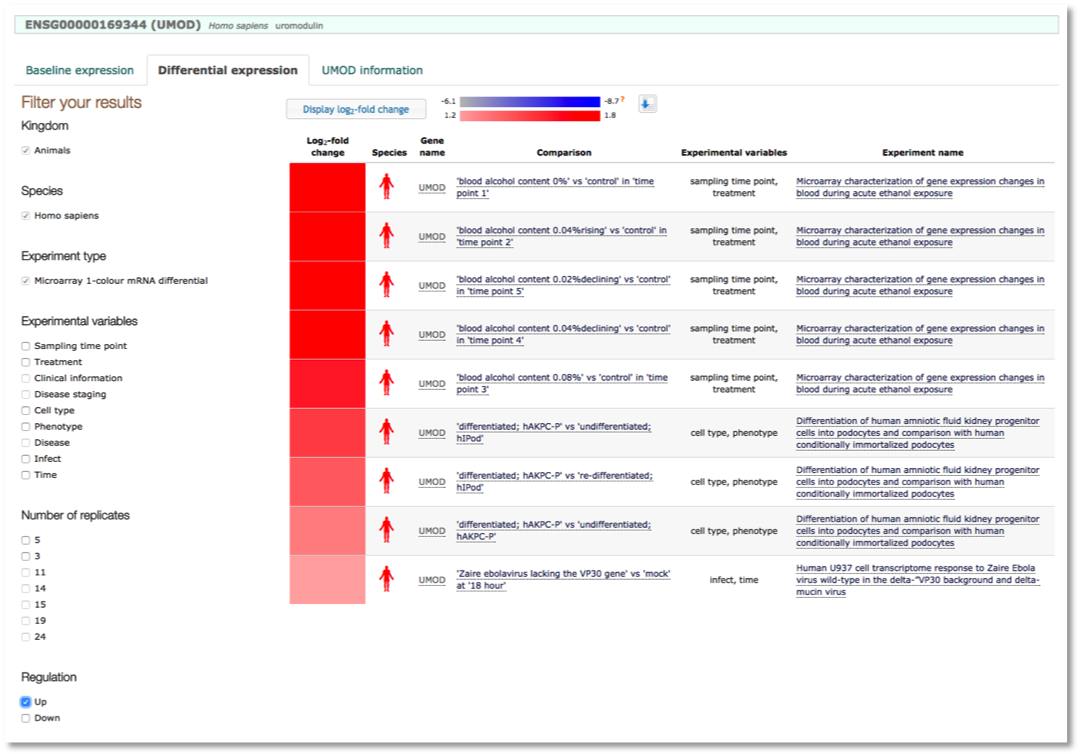 ENSG00000169344 (UMOD) Homo sapiens uromodulin
Baseline expression Differential expression UMOD information
Filter your results
Kingdom
Animals
Species
Homo sapiens
Experiment type
Microarray 1-colour mRNA differential
Experimental variables
Sampling time point
Treatment
Clinical information
Disease staging
Cell type
Phenotype
Disease
Infect
Time
Number of replicates
5
3
11
14
15
19
24
Regulation
Up
Down
Display log2-fold change
-6.1 -8.7 ?
1.2 1.8
Log2-fold change Species Gene name Comparison Experimental variables Experiment name
UMOD
'blood alcohol content 0%' vs 'control' in 'time
point 1'
sampling time point,
treatment
Microarray characterization of gene expression changes in
blood during acute ethanol exposure
UMOD
'blood alcohol content 0.04%rising' vs 'control' in
'time point 2'
sampling time point,
treatment
Microarray characterization of gene expression changes in
blood during acute ethanol exposure
UMOD
'blood alcohol content 0.02%declining' vs 'control'
in 'time point 5'
sampling time point,
treatment
Microarray characterization of gene expression changes in
blood during acute ethanol exposure
UMOD
'blood alcohol content 0.04%declining' vs 'control'
in 'time point 4'
sampling time point,
treatment
Microarray characterization of gene expression changes in
blood during acute ethanol exposure
UMOD
'blood alcohol content 0.08%' vs 'control' in 'time
point 3'
sampling time point,
treatment
Microarray characterization of gene expression changes in
blood during acute ethanol exposure
UMOD
'differentiated; hAKPC-P' vs 'undifferentiated;
hIPod'
cell type, phenotype
Differentiation of human amniotic fluid kidney progenitor
cells into podocytes and comparison with human
conditionally immortalized podocytes
UMOD
'differentiated; hAKPC-P' vs 're-differentiated;
hIPod'
cell type, phenotype
Differentiation of human amniotic fluid kidney progenitor
cells into podocytes and comparison with human
conditionally immortalized podocytes
UMOD
'differentiated; hAKPC-P' vs 'undifferentiated;
hAKPC-P'
cell type, phenotype
Differentiation of human amniotic fluid kidney progenitor
cells into podocytes and comparison with human
conditionally immortalized podocytes
UMOD
'Zaire ebolavirus lacking the VP30 gene' vs 'mock'
at '18 hour'
infect, time
Human U937 cell transcriptome response to Zaire Ebola
virus wild-type in the delta-"VP30 background and delta-
mucin virus